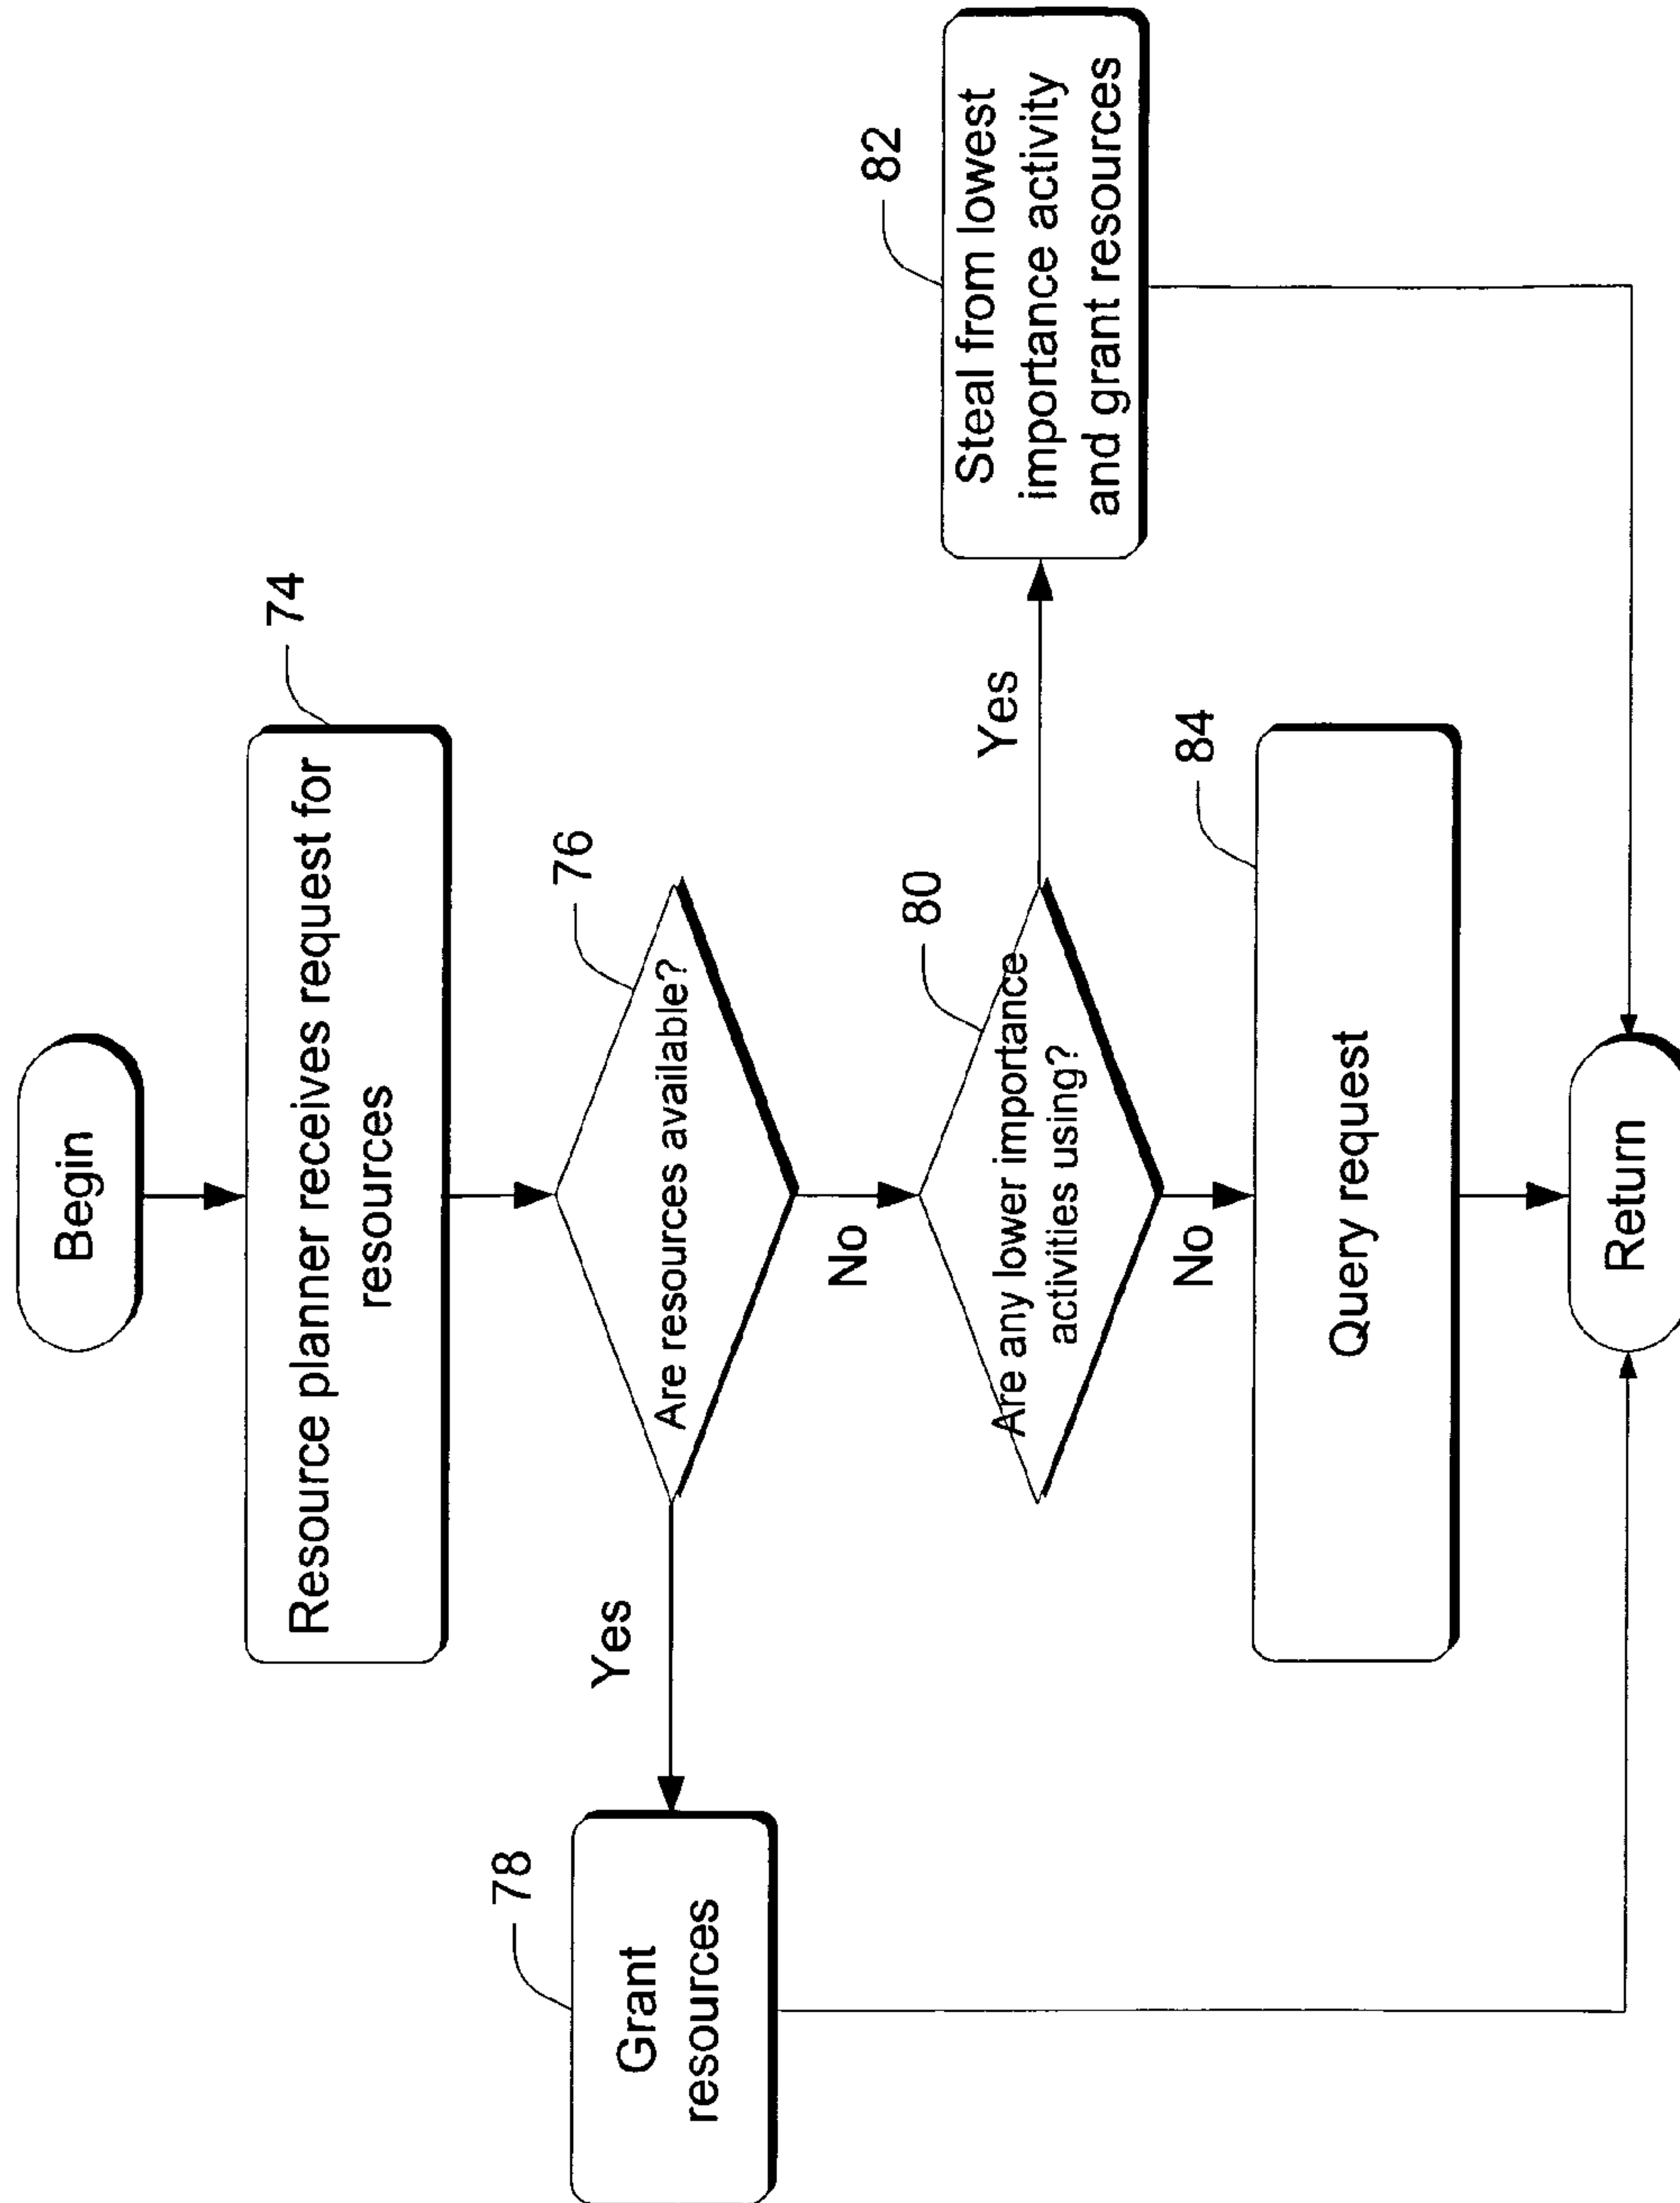 Begin
74
Resource planner receives request for
resources
76
Are resources available?
Yes
78
Grant
resources
No
80
Are any lower importance
activities using?
Yes
82
Steal from lowest
importance activity
and grant resources
No
84
Query request
Return